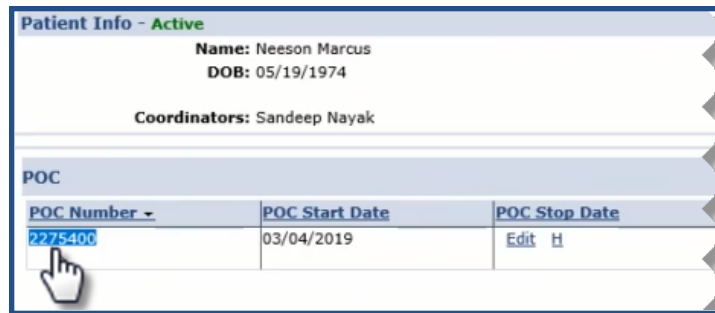 Patient Info - Active
Name: Neeson Marcus
DOB: 05/19/1974
Coordinators: Sandeep Nayak
POC
POC Number POC Start Date POC Stop Date
2275400 03/04/2019 Edit H